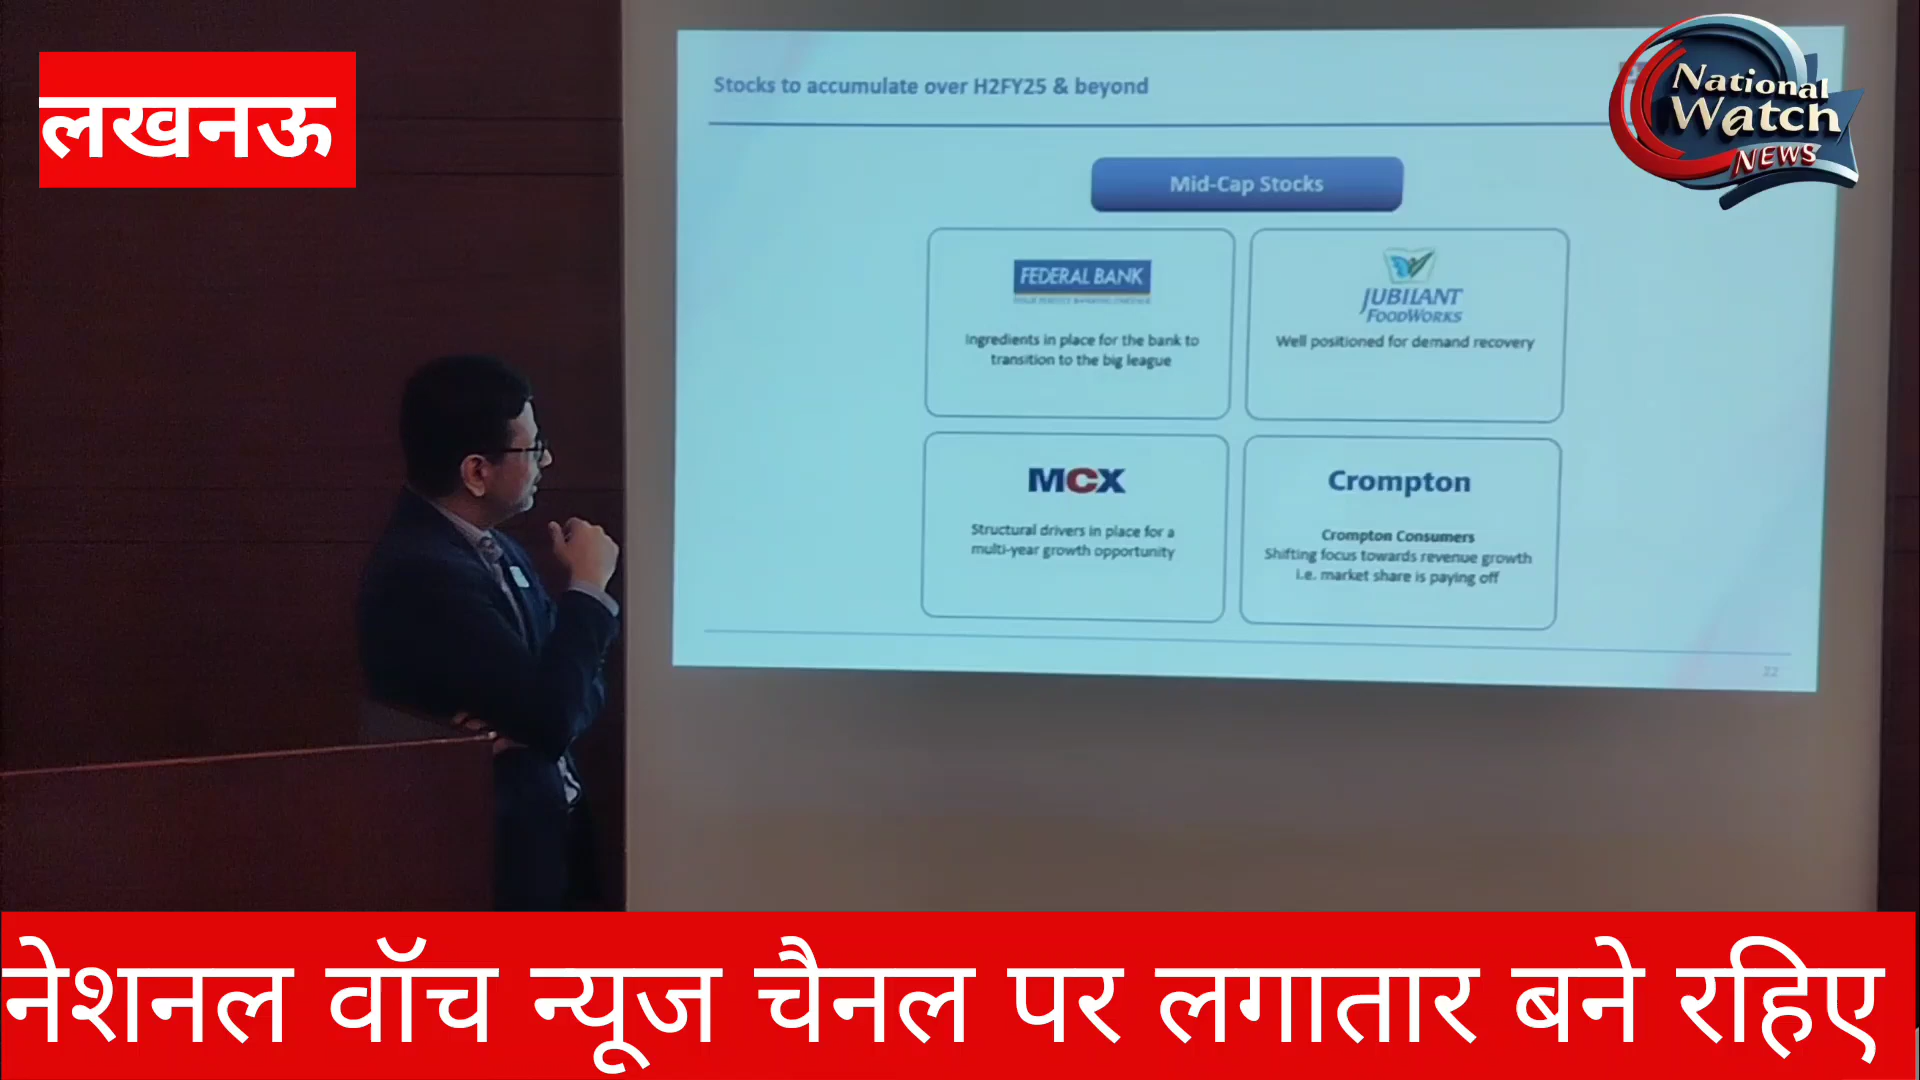 लखनऊ
Stocks to accumulate over H2FY25 & beyond
National
Watch
NEWS
Mid-Cap Stocks
FEDERAL BANK
Ingredients in place for the bank to
transition to the big league
JUBILANT
FOODWORKS
Well positioned for demand recovery
MCX
Structural drivers in place for a
multi-year growth opportunity
Crompton
Crompton Consumers
Shifting focus towards revenue growth
i.e. market share is paying off
22
नेशनल वॉच न्यूज चैनल पर लगातार बने रहिए